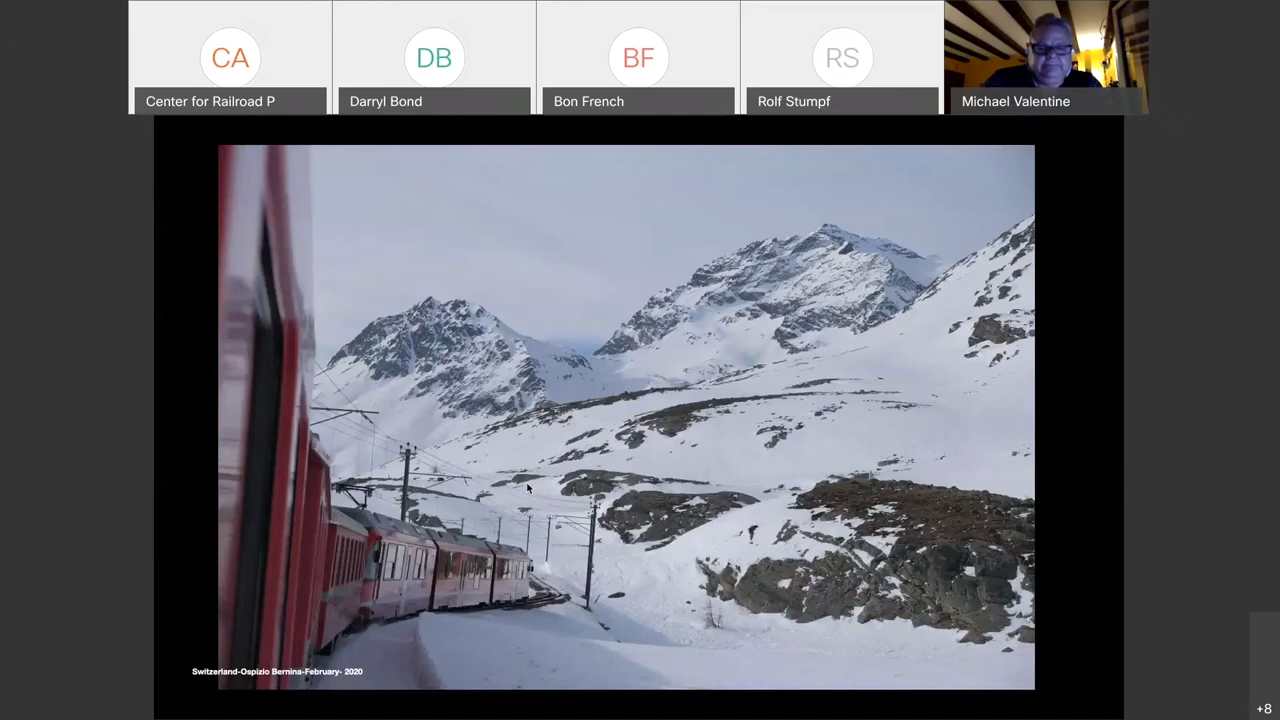 CA
DB
BF
RS
Center for Railroad P
Darryl Bond
Bon French
Rolf Stumpf
Michael Valentine
Switzerland-Ospizio Bernina-February- 2020
+8